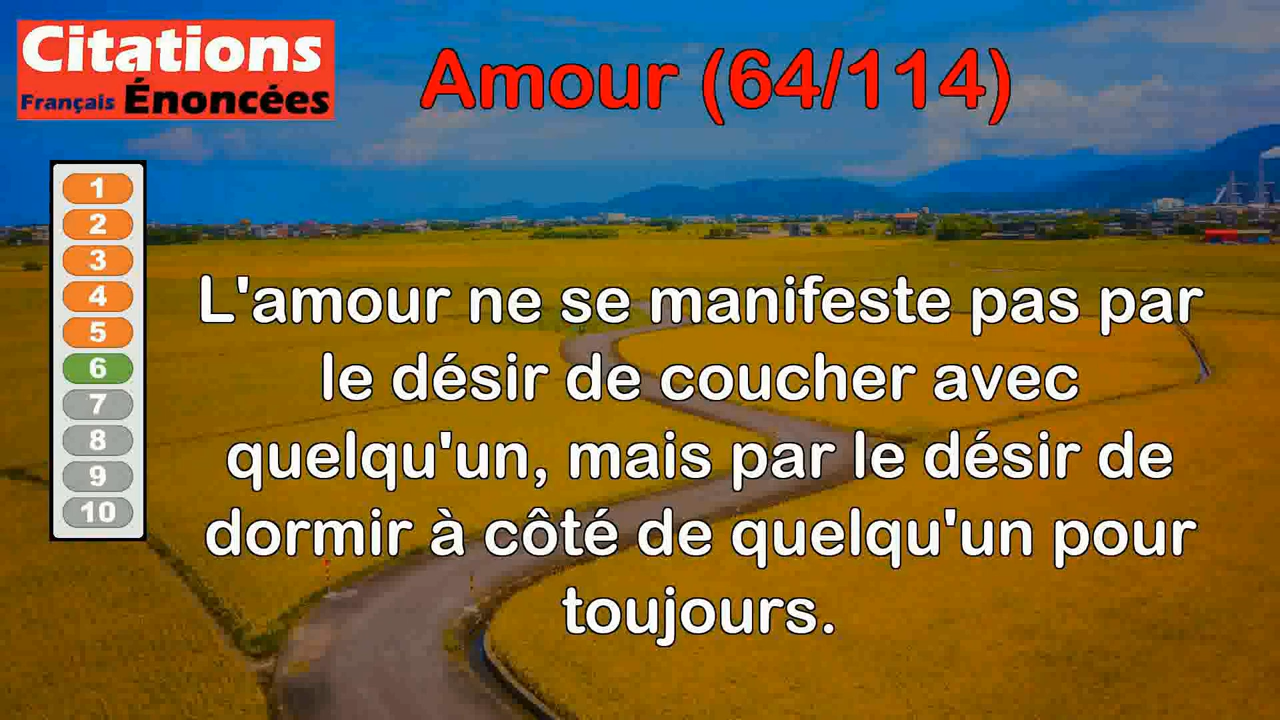 Citations
Français Énoncées
Amour (64/114)
1
2
3
4
5
6
7
8
9
10
L'amour ne se manifeste pas par
le désir de coucher avec
quelqu'un, mais par le désir de
dormir à côté de quelqu'un pour
toujours.